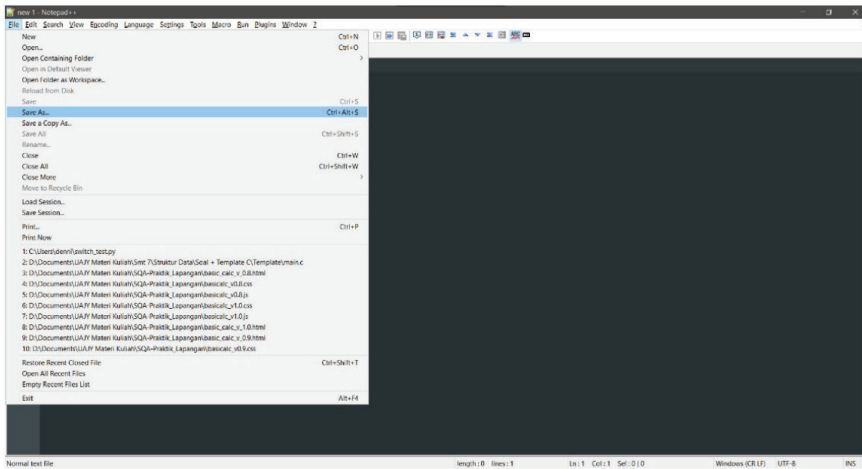 new 1 - Notepad++
File Edit Search View Encoding Language Settings Tools Macro Run Plugins Window ?
New Ctrl+N
Open... Ctrl+O
Open Containing Folder
Open in Default Viewer
Open Folder as Workspace...
Reload from Disk
Save Ctrl+S
Save As... Ctrl+Alt+S
Save a Copy As...
Save All Ctrl+Shift+S
Rename...
Close Ctrl+W
Close All Ctrl+Shift+W
Close More
Move to Recycle Bin
Load Session...
Save Session...
Print... Ctrl+P
Print Now
1: C:\Users\denni\switch_test.py
2: D:\Documents\UAJY Materi Kuliah\Smt 7\Struktur Data\Soal + Template C\Template\main.c
3: D:\Documents\UAJY Materi Kuliah\SQA-Praktik_Lapangan\basic_calc_v_0.8.html
4: D:\Documents\UAJY Materi Kuliah\SQA-Praktik_Lapangan\basicalc_v0.8.css
5: D:\Documents\UAJY Materi Kuliah\SQA-Praktik_Lapangan\basicalc_v0.8.js
6: D:\Documents\UAJY Materi Kuliah\SQA-Praktik_Lapangan\basicalc_v1.0.css
7: D:\Documents\UAJY Materi Kuliah\SQA-Praktik_Lapangan\basicalc_v1.0.js
8: D:\Documents\UAJY Materi Kuliah\SQA-Praktik_Lapangan\basic_calc_v_1.0.html
9: D:\Documents\UAJY Materi Kuliah\SQA-Praktik_Lapangan\basic_calc_v_0.9.html
10: D:\Documents\UAJY Materi Kuliah\SQA-Praktik_Lapangan\basicalc_v0.9.css
Restore Recent Closed File Ctrl+Shift+T
Open All Recent Files
Empty Recent Files List
Exit Alt+F4
Normal text file length : 0 lines : 1 Ln : 1 Col : 1 Sel : 0 | 0 Windows (CR LF) UTF-8 INS